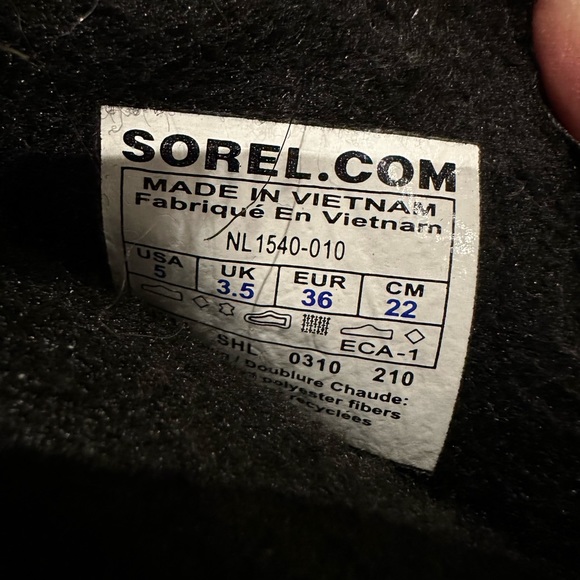 SOREL.COM
MADE IN VIETNAM
Fabriqué En Vietnam
NL1540-010
USA UK EUR CM
5 3.5 36 22
ECA-1
SHL 0310 210
/ Doublure Chaude:
polyester fibers
recyclées